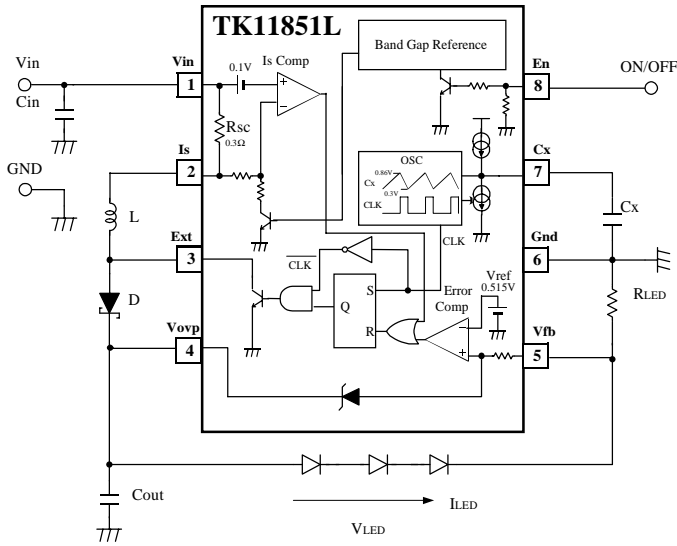 TK11851L
Vin
Vin
0.1V
Is Comp
Band Gap Reference
En
ON/OFF
1
8
Cin
Rsc
0.3Ω
GND
Is
2
OSC
0.86V
Cx
0.3V
CLK
Cx
7
Cx
L
Ext
3
CLK
CLK
Gnd
6
Vref
0.515V
Error
Comp
S
Q
R
RLED
D
Vovp
4
Vfb
5
Cout
ILED
VLED